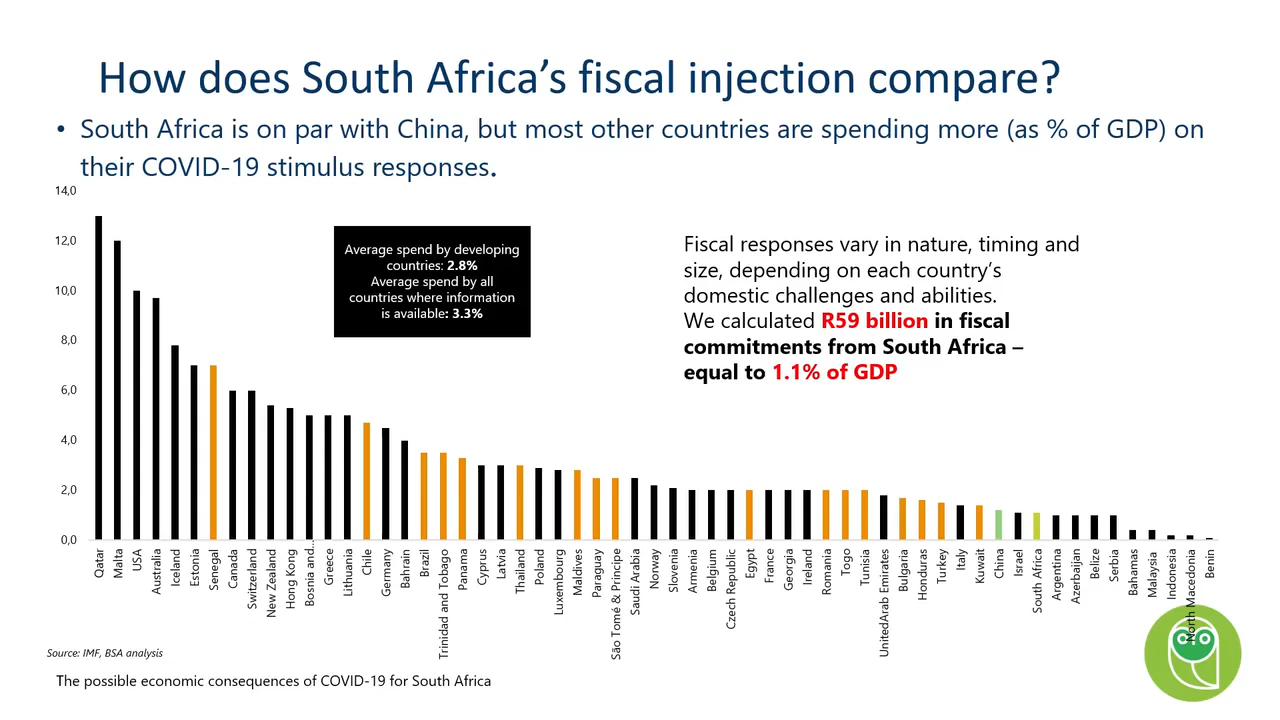 How does South Africa’s fiscal injection compare?
• South Africa is on par with China, but most other countries are spending more (as % of GDP) on
their COVID-19 stimulus responses.
14,0
12,0
10,0
8,0
6,0
4,0
2,0
0,0
Average spend by developing
countries: 2.8%
Average spend by all
countries where information
is available: 3.3%
Fiscal responses vary in nature, timing and
size, depending on each country’s
domestic challenges and abilities.
We calculated R59 billion in fiscal
commitments from South Africa –
equal to 1.1% of GDP
Qatar
Malta
USA
Australia
Iceland
Estonia
Senegal
Canada
Switzerland
New Zealand
Hong Kong
Bosnia and...
Greece
Lithuania
Chile
Germany
Bahrain
Brazil
Trinidad and Tobago
Panama
Cyprus
Latvia
Thailand
Poland
Luxembourg
Maldives
Paraguay
São Tomé & Principe
Saudi Arabia
Norway
Slovenia
Armenia
Belgium
Czech Republic
Egypt
France
Georgia
Ireland
Romania
Togo
Tunisia
UnitedArab Emirates
Bulgaria
Honduras
Turkey
Italy
Kuwait
China
Israel
South Africa
Argentina
Azerbaijan
Belize
Serbia
Bahamas
Malaysia
Indonesia
North Macedonia
Benin
Source: IMF, BSA analysis
The possible economic consequences of COVID-19 for South Africa